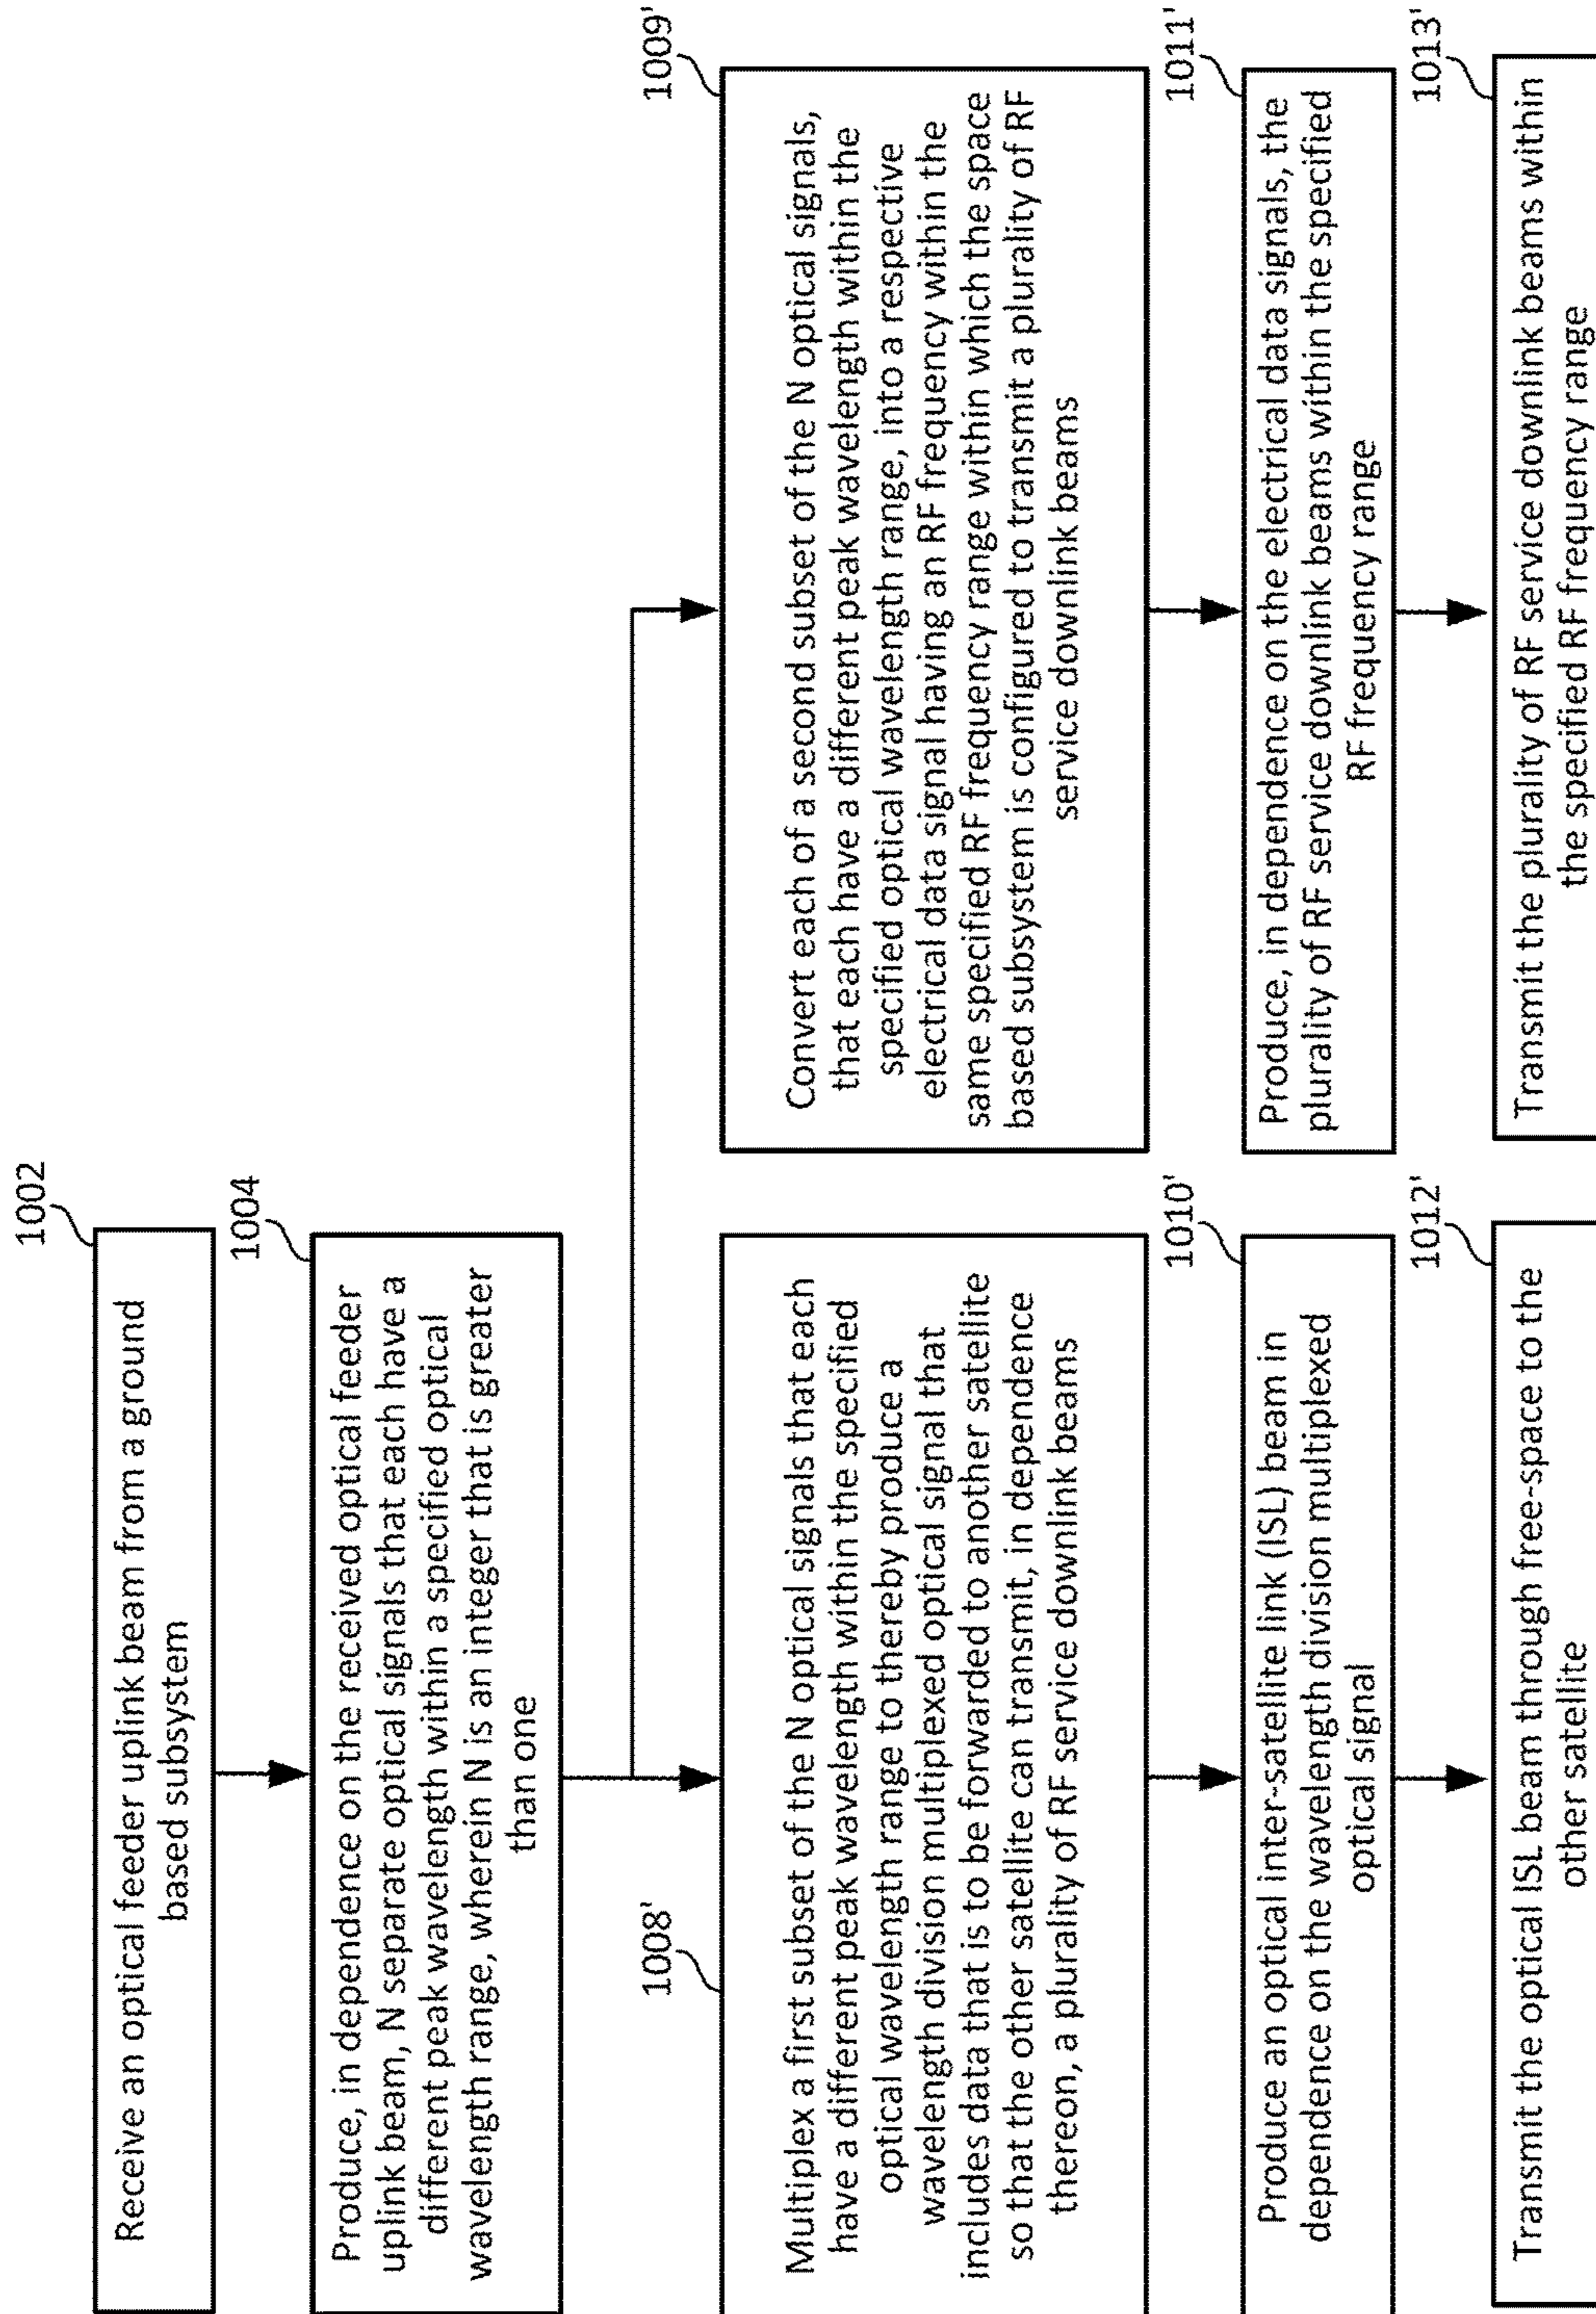 1002
Receive an optical feeder uplink beam from a ground
based subsystem
1004
Produce, in dependence on the received optical feeder
uplink beam, N separate optical signals that each have a
different peak wavelength within a specified optical
wavelength range, wherein N is an integer that is greater
than one
1008'
Multiplex a first subset of the N optical signals that each
have a different peak wavelength within the specified
optical wavelength range to thereby produce a
wavelength division multiplexed optical signal that
includes data that is to be forwarded to another satellite
so that the other satellite can transmit, in dependence
thereon, a plurality of RF service downlink beams
1010'
Produce an optical inter-satellite link (ISL) beam in
dependence on the wavelength division multiplexed
optical signal
1012'
Transmit the optical ISL beam through free-space to the
other satellite
1009'
Convert each of a second subset of the N optical signals,
that each have a different peak wavelength within the
specified optical wavelength range, into a respective
electrical data signal having an RF frequency within the
same specified RF frequency range within which the space
based subsystem is configured to transmit a plurality of RF
service downlink beams
1011'
Produce, in dependence on the electrical data signals, the
plurality of RF service downlink beams within the specified
RF frequency range
1013'
Transmit the plurality of RF service downlink beams within
the specified RF frequency range